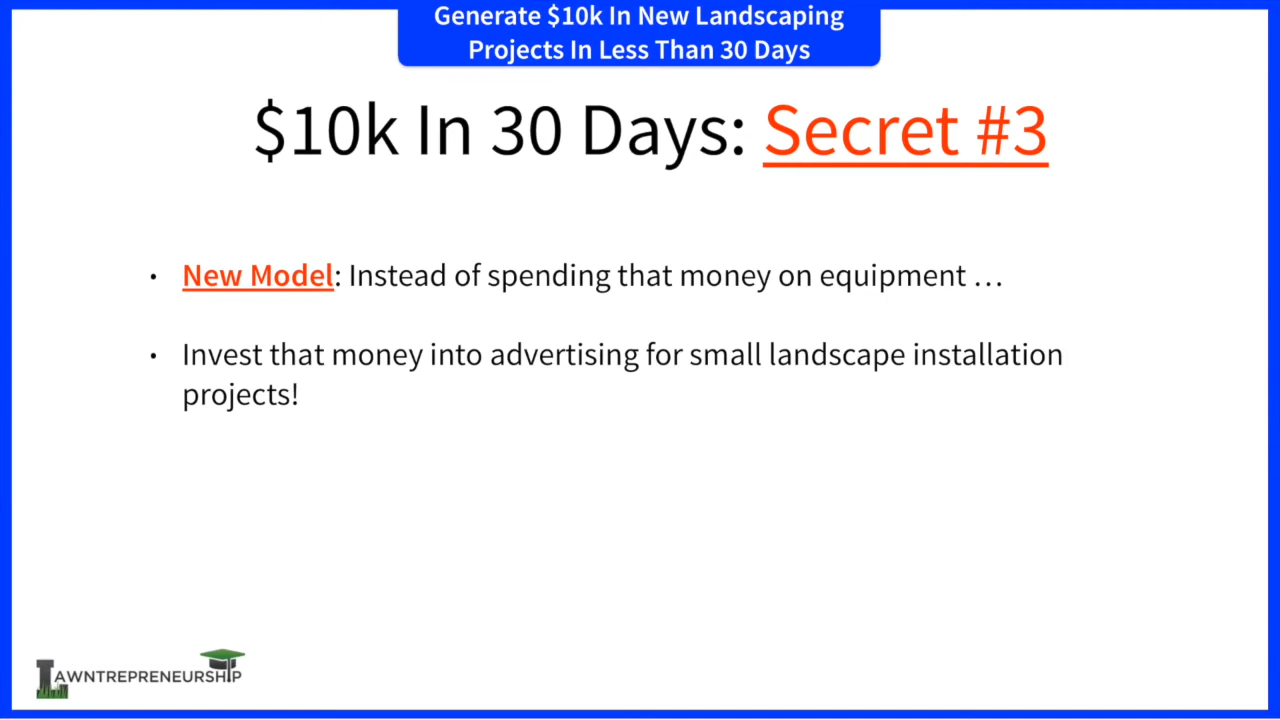 Generate $10k In New Landscaping
Projects In Less Than 30 Days
$10k In 30 Days: Secret #3
• New Model: Instead of spending that money on equipment …
• Invest that money into advertising for small landscape installation
projects!
LAWNTREPRENEURSHIP